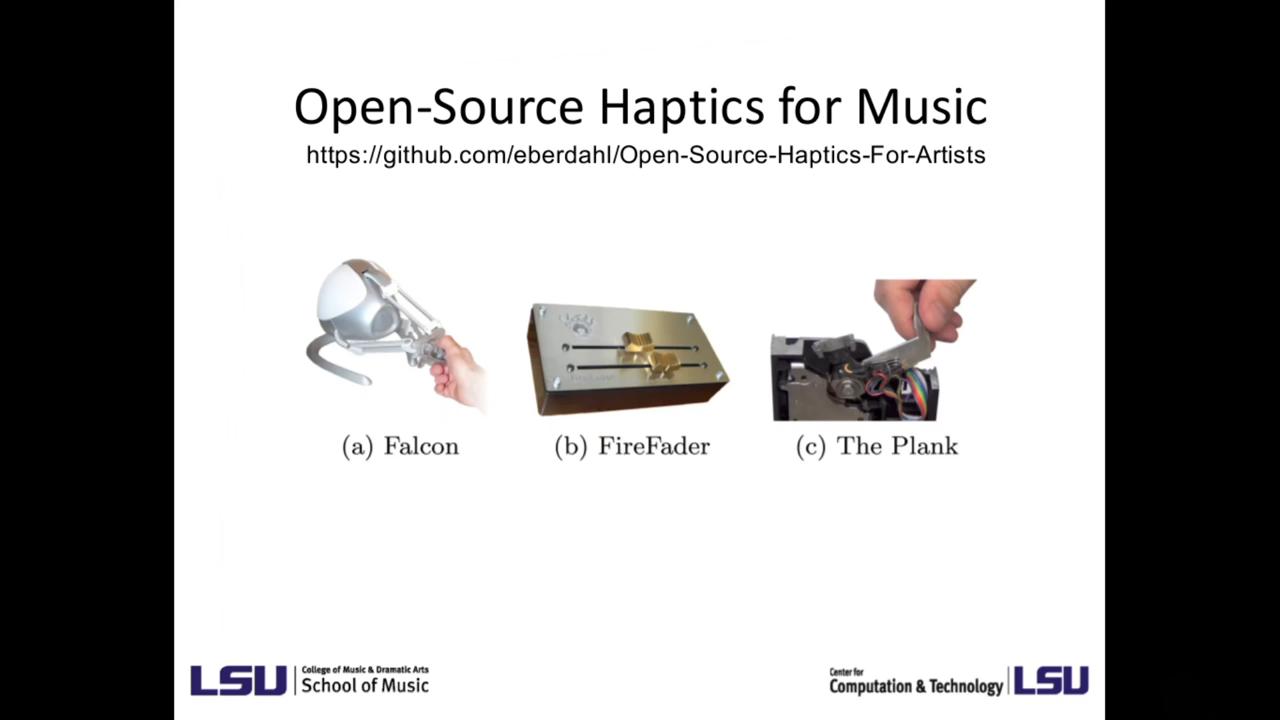 Open-Source Haptics for Music
https://github.com/eberdahl/Open-Source-Haptics-For-Artists
(a) Falcon
(b) FireFader
(c) The Plank
LSU
College of Music & Dramatic Arts
School of Music
Center for
Computation & Technology
LSU